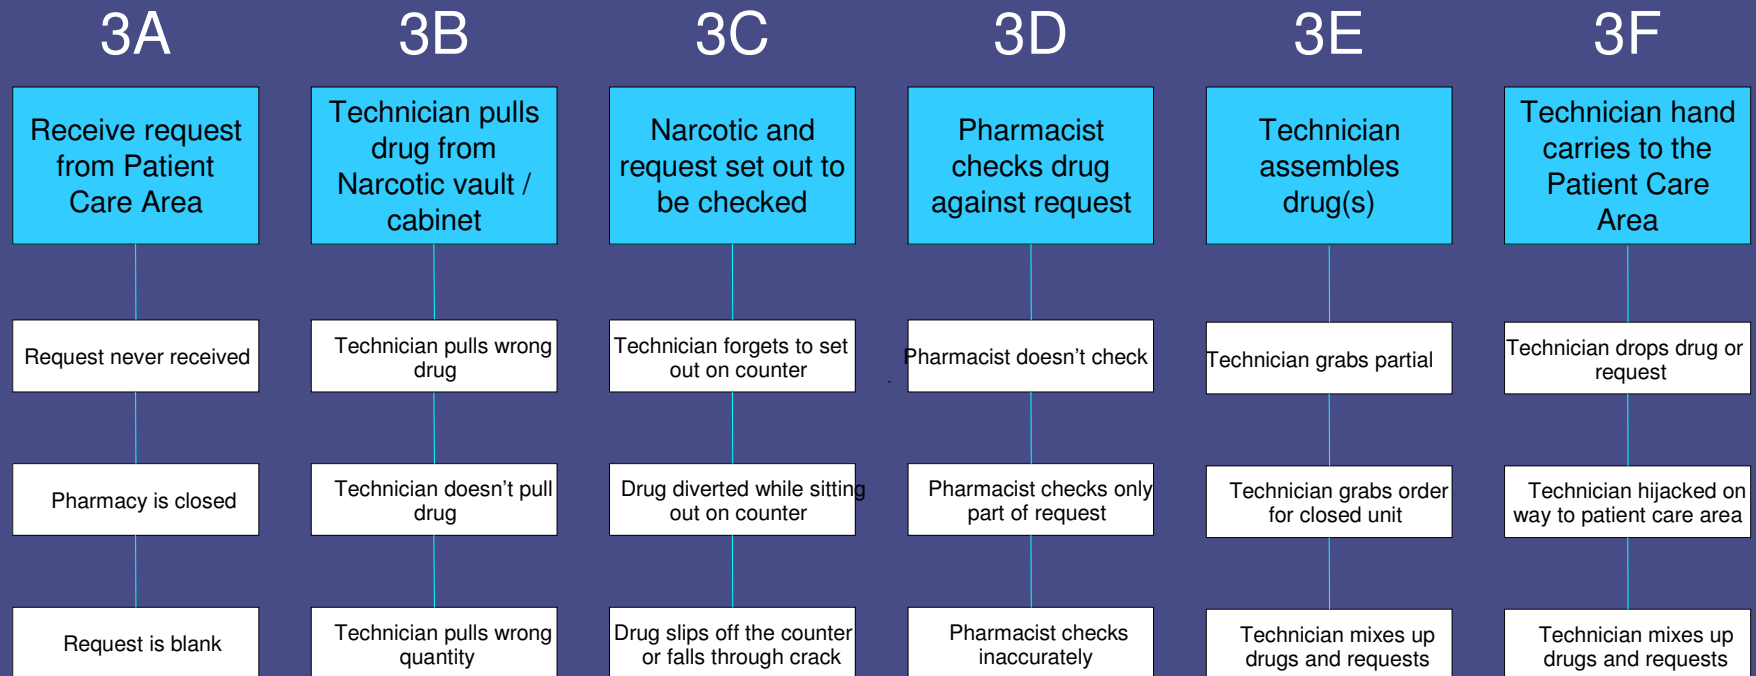 3A
3B
3C
3D
3E
3F
Receive request
from Patient
Care Area
Technician pulls
drug from
Narcotic vault /
cabinet
Narcotic and
request set out to
be checked
Pharmacist
checks drug
against request
Technician
assembles
drug(s)
Technician hand
carries to the
Patient Care
Area
Request never received
Technician pulls wrong
drug
Technician forgets to set
out on counter
Pharmacist doesn’t check
Technician grabs partial
Technician drops drug or
request
Pharmacy is closed
Technician doesn’t pull
drug
Drug diverted while sitting
out on counter
Pharmacist checks only
part of request
Technician grabs order
for closed unit
Technician hijacked on
way to patient care area
Request is blank
Technician pulls wrong
quantity
Drug slips off the counter
or falls through crack
Pharmacist checks
inaccurately
Technician mixes up
drugs and requests
Technician mixes up
drugs and requests